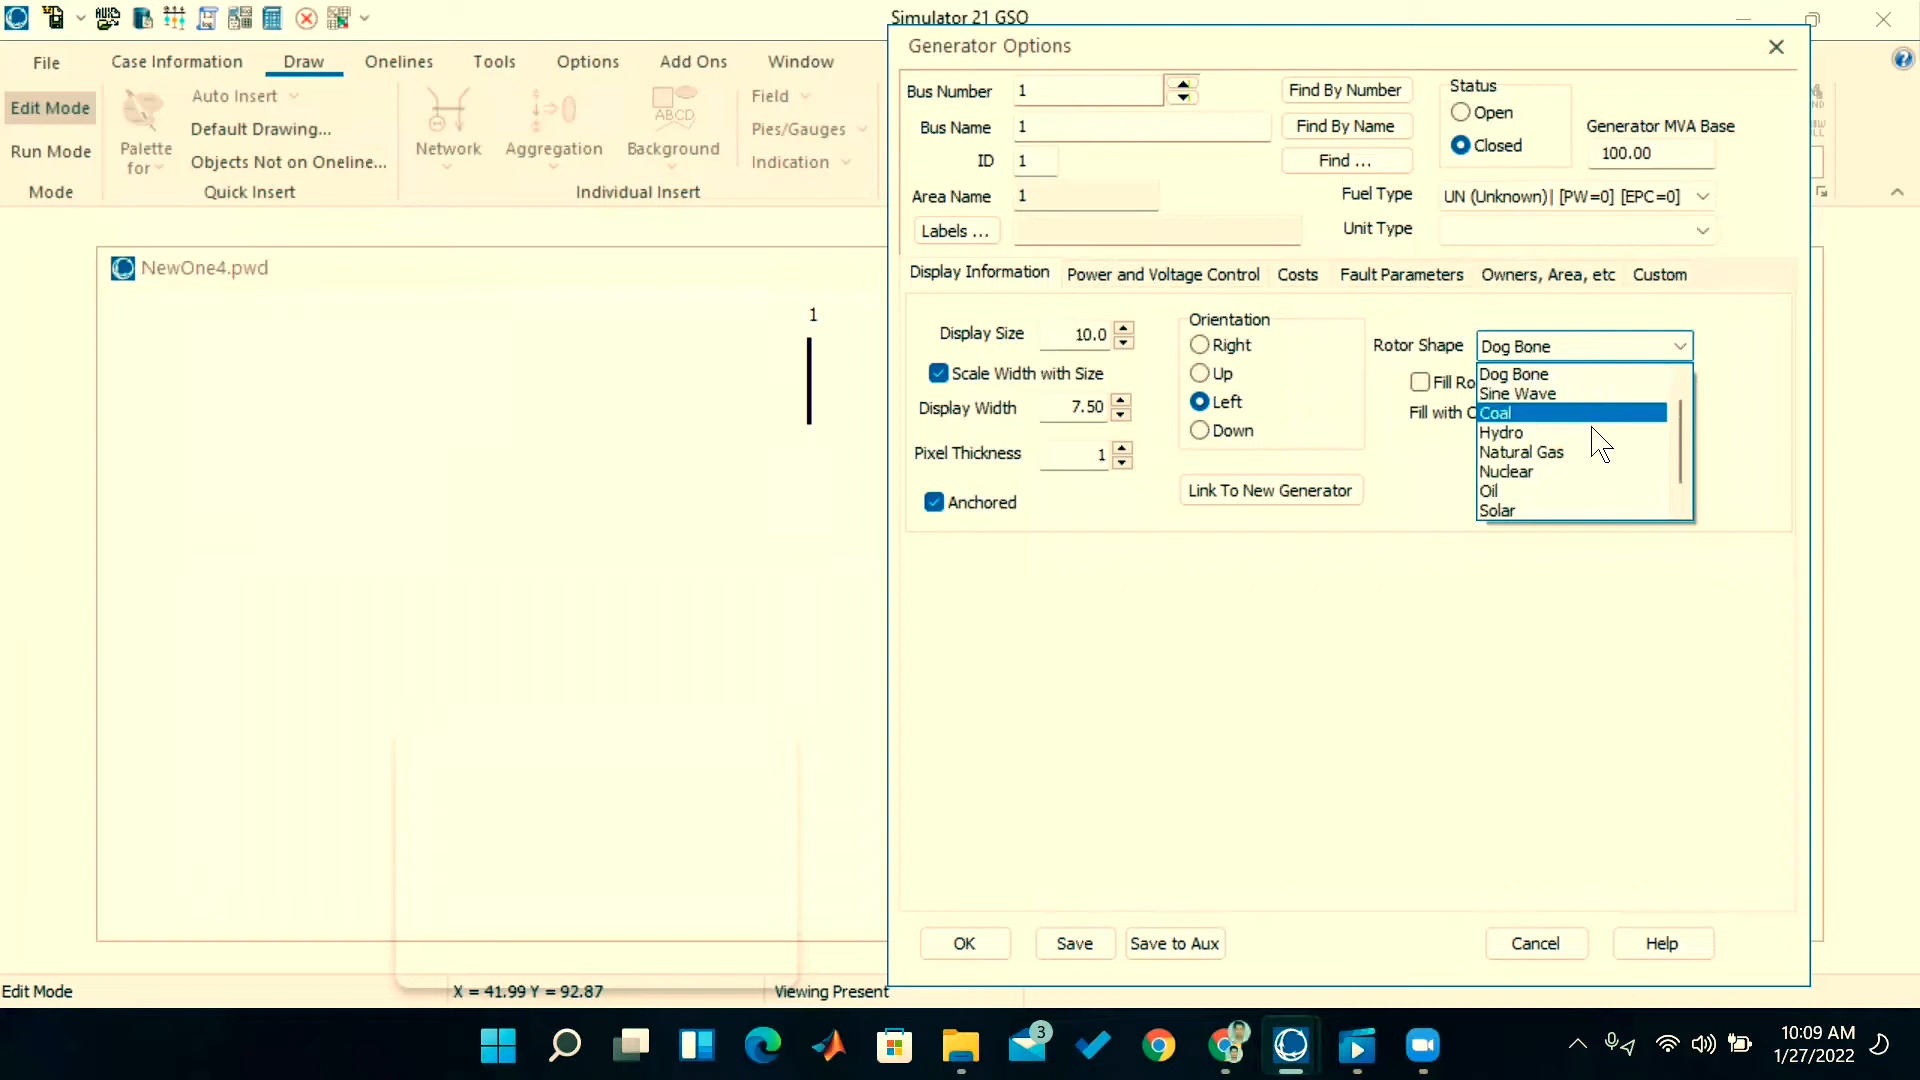 Simulator 21 GSO
File
Case Information
Draw
Onelines
Tools
Options
Add Ons
Window
Edit Mode
Run Mode
Mode
Palette
for
Auto Insert
Default Drawing...
Objects Not on Oneline...
Quick Insert
Network
Aggregation
ABCD
Background
Individual Insert
Field
Pies/Gauges
Indication
NewOne4.pwd
1
Generator Options
Bus Number
1
Find By Number
Bus Name
1
Find By Name
ID
1
Find ...
Area Name
1
Labels ...
Status
Open
Closed
Generator MVA Base
100.00
Fuel Type
UN (Unknown)| [PW=0] [EPC=0]
Unit Type
Display Information
Power and Voltage Control
Costs
Fault Parameters
Owners, Area, etc
Custom
Display Size
10.0
Scale Width with Size
Display Width
7.50
Pixel Thickness
1
Anchored
Orientation
Right
Up
Left
Down
Link To New Generator
Rotor Shape
Dog Bone
Fill Ro
Fill with C
Dog Bone
Sine Wave
Coal
Hydro
Natural Gas
Nuclear
Oil
Solar
OK
Save
Save to Aux
Cancel
Help
Edit Mode
X = 41.99 Y = 92.87
Viewing Present
3
10:09 AM
1/27/2022